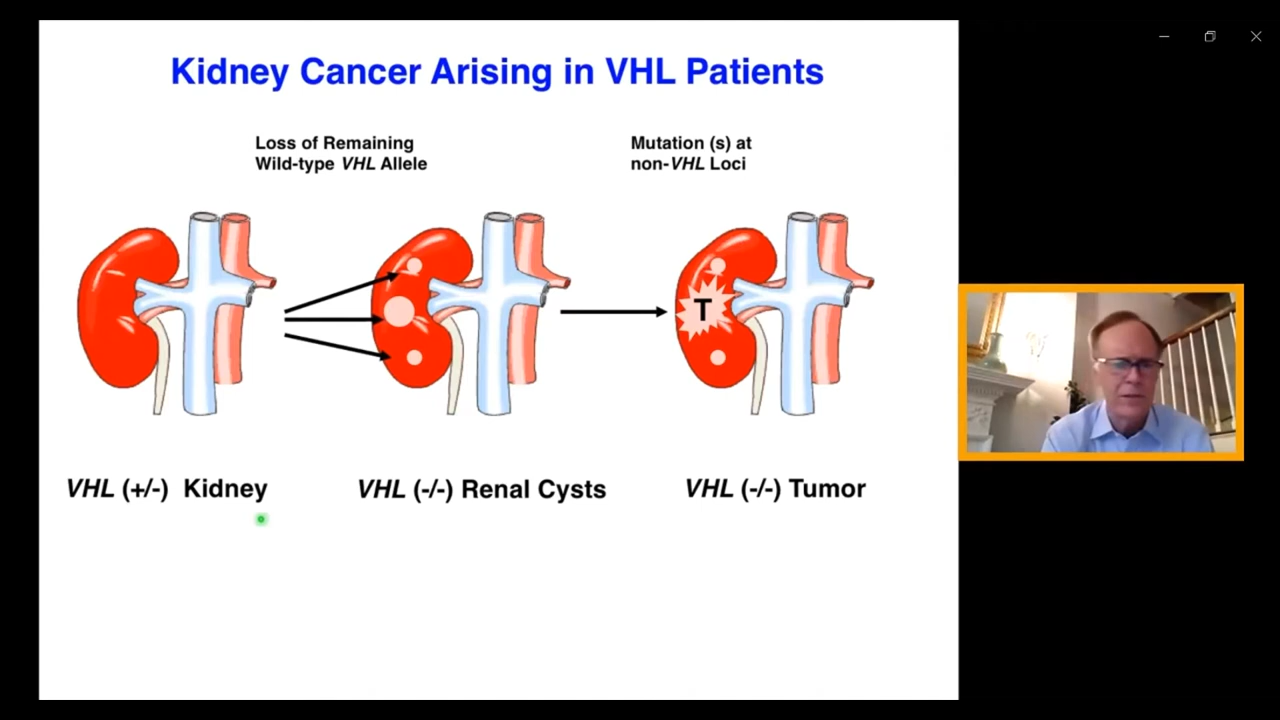 Kidney Cancer Arising in VHL Patients
Loss of Remaining
Wild-type VHL Allele
Mutation (s) at
non-VHL Loci
T
VHL (+/-) Kidney
VHL (-/-) Renal Cysts
VHL (-/-) Tumor